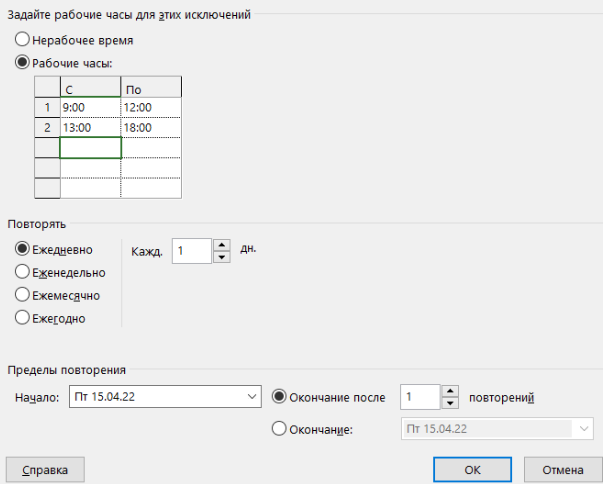 Задайте рабочие часы для этих исключений
Нерабочее время
Рабочие часы:
С По
1 9:00 12:00
2 13:00 18:00
Повторять
Ежедневно
Кажд. 1 дн.
Еженедельно
Ежемесячно
Ежегодно
Пределы повторения
Начало: Пт 15.04.22 Окончание после 1 повторений
Окончание: Пт 15.04.22
Справка ОК Отмена